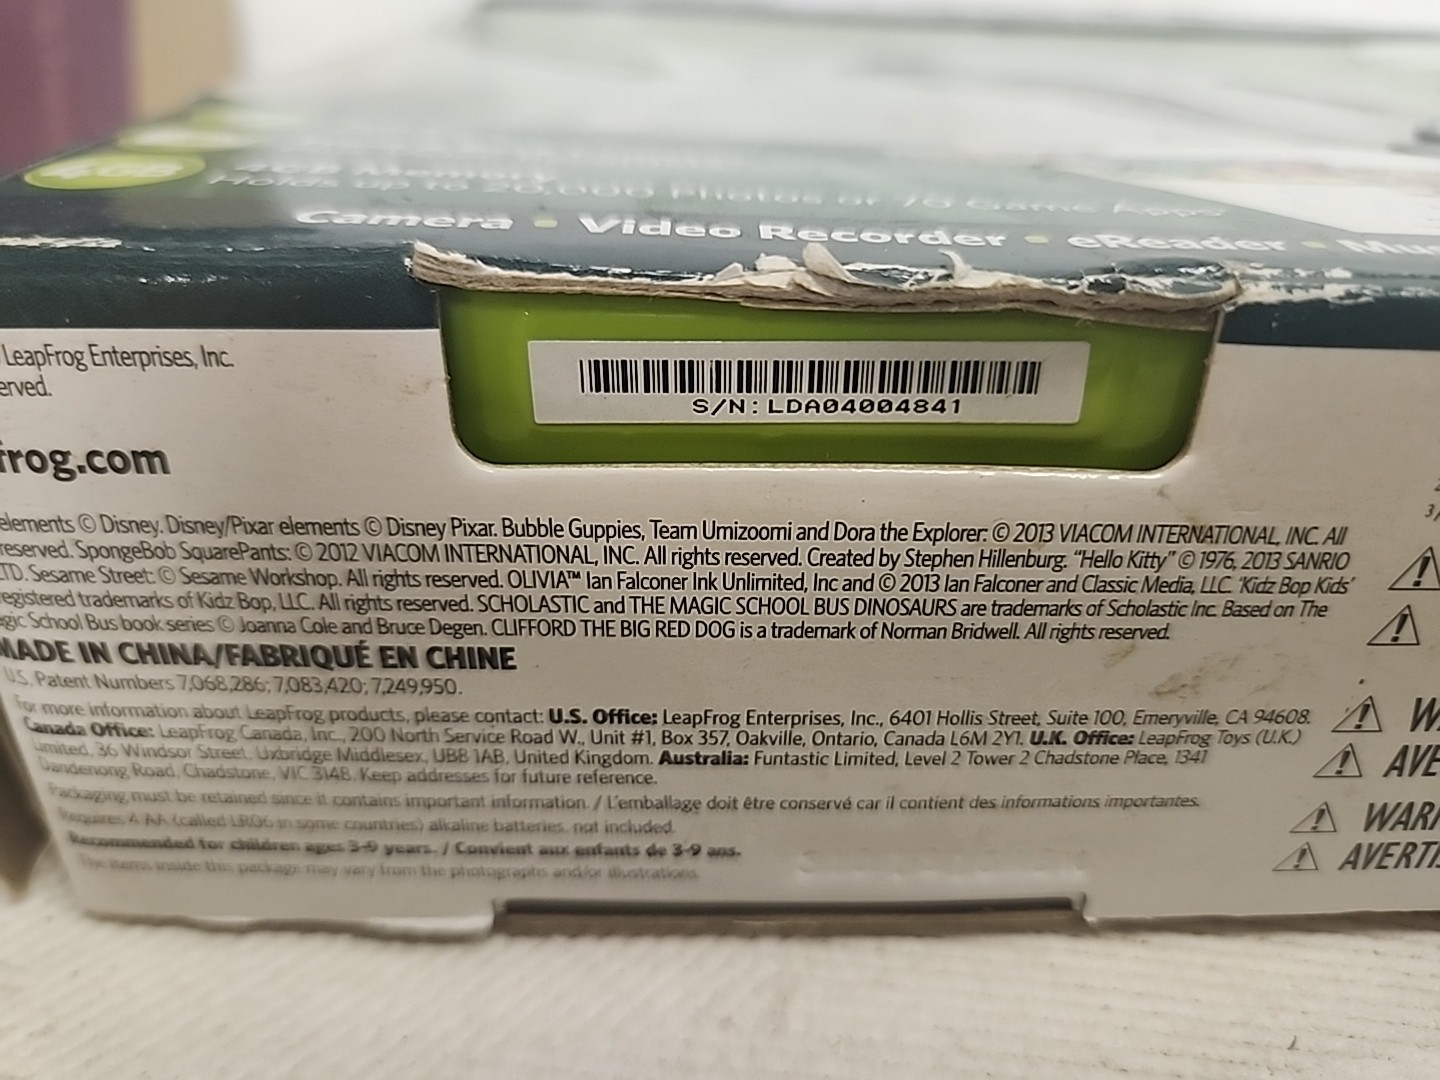 4GB
4GB Memory
Holds up to 20,000 Photos or 70 Game Apps
Camera • Video Recorder • eReader •
LeapFrog Enterprises, Inc.
erved.
frog.com
S/N: LDA04004841
elements © Disney. Disney/Pixar elements © Disney Pixar. Bubble Guppies, Team Umizoomi and Dora the Explorer: © 2013 VIACOM INTERNATIONAL, INC. All
reserved. SpongeBob SquarePants: © 2012 VIACOM INTERNATIONAL, INC. All rights reserved. Created by Stephen Hillenburg. "Hello Kitty" © 1976, 2013 SANRIO
LTD. Sesame Street: © Sesame Workshop. All rights reserved. OLIVIA™ Ian Falconer Ink Unlimited, Inc and © 2013 Ian Falconer and Classic Media, LLC. 'Kidz Bop Kids'
registered trademarks of Kidz Bop, LLC. All rights reserved. SCHOLASTIC and THE MAGIC SCHOOL BUS DINOSAURS are trademarks of Scholastic Inc. Based on The
agic School Bus book series © Joanna Cole and Bruce Degen. CLIFFORD THE BIG RED DOG is a trademark of Norman Bridwell. All rights reserved.
MADE IN CHINA/FABRIQUÉ EN CHINE
U.S. Patent Numbers 7,068,286; 7,083,420; 7,249,950.
For more information about LeapFrog products, please contact: U.S. Office: LeapFrog Enterprises, Inc., 6401 Hollis Street, Suite 100, Emeryville, CA 94608.
Canada Office: LeapFrog Canada, Inc., 200 North Service Road W., Unit #1, Box 357, Oakville, Ontario, Canada L6M 2Y1. U.K. Office: LeapFrog Toys (U.K.)
Limited, 36 Windsor Street, Uxbridge Middlesex, UB8 1AB, United Kingdom. Australia: Funtastic Limited, Level 2 Tower 2 Chadstone Place, 1341
Dandenong Road, Chadstone, VIC 3148. Keep addresses for future reference.
Packaging must be retained since it contains important information. / L'emballage doit être conservé car il contient des informations importantes.
Requires 4 AA (called LR06 in some countries) alkaline batteries, not included.
Recommended for children ages 3-9 years. / Convient aux enfants de 3-9 ans.
The items inside this package may vary from the photographs and/or illustrations.
WAR
AVERTI